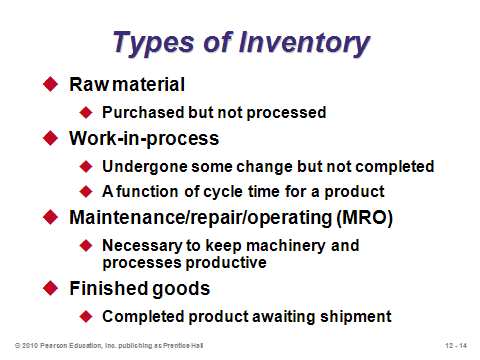 Types of Inventory
Raw material
Purchased but not processed
Work-in-process
Undergone some change but not completed
A function of cycle time for a product
Maintenance/repair/operating (MRO)
Necessary to keep machinery and
processes productive
Finished goods
Completed product awaiting shipment
© 2010 Pearson Education, Inc. publishing as Prentice Hall
12 - 14